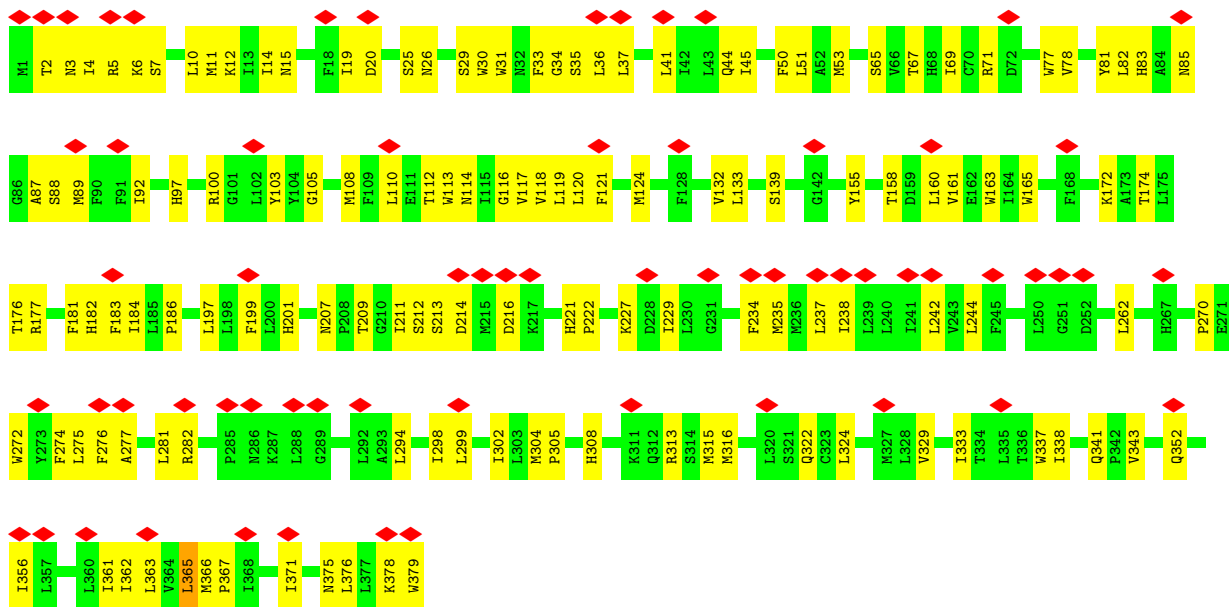 M1 T2 N3 I4 R5 K6 S7 L10 M11 K12 I13 I14 N15 F18 I19 D20 S25 N26 S29 W30 W31 N32 F33 G34 S35 L36 L37 L41 I42 L43 Q44 I45 F50 L51 A52 M53 S65 V66 T67 H68 I69 C70 R71 D72 W77 V78 Y81 L82 H83 A84 N85
G86 A87 S88 M89 F90 F91 I92 H97 R100 G101 L102 Y103 Y104 G105 M108 F109 L110 E111 T112 W113 N114 I115 G116 V117 V118 L119 L120 F121 M124 F128 V132 L133 S139 G142 Y155 T158 D159 L160 V161 E162 W163 I164 W165 F168 K172 A173 T174 L175
T176 R177 F181 H182 F183 I184 L185 P186 L197 L198 F199 L200 H201 N207 P208 T209 G210 I211 S212 S213 D214 M215 D216 K217 H221 P222 K227 D228 I229 L230 G231 F234 M235 M236 L237 I238 L239 L240 I241 L242 V243 L244 F245 L250 G251 D252 L262 H267 P270 E271
W272 Y273 F274 L275 F276 A277 L281 R282 P285 N286 K287 L288 G289 L292 A293 L294 I298 L299 I302 L303 M304 P305 H308 K311 Q312 R313 S314 M315 M316 L320 S321 Q322 C323 L324 M327 L328 V329 I333 T334 L335 T336 W337 I338 Q341 P342 V343 Q352
I356 L357 L360 I361 I362 L363 V364 L365 M366 P367 I368 I371 N375 L376 L377 K378 W379